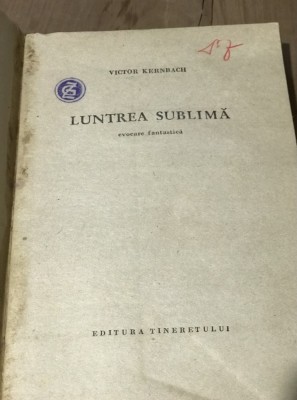 VICTOR KERNBACH
LUNTREA SUBLIMĂ
evocare fantastică
EDITURA TINERETULUI